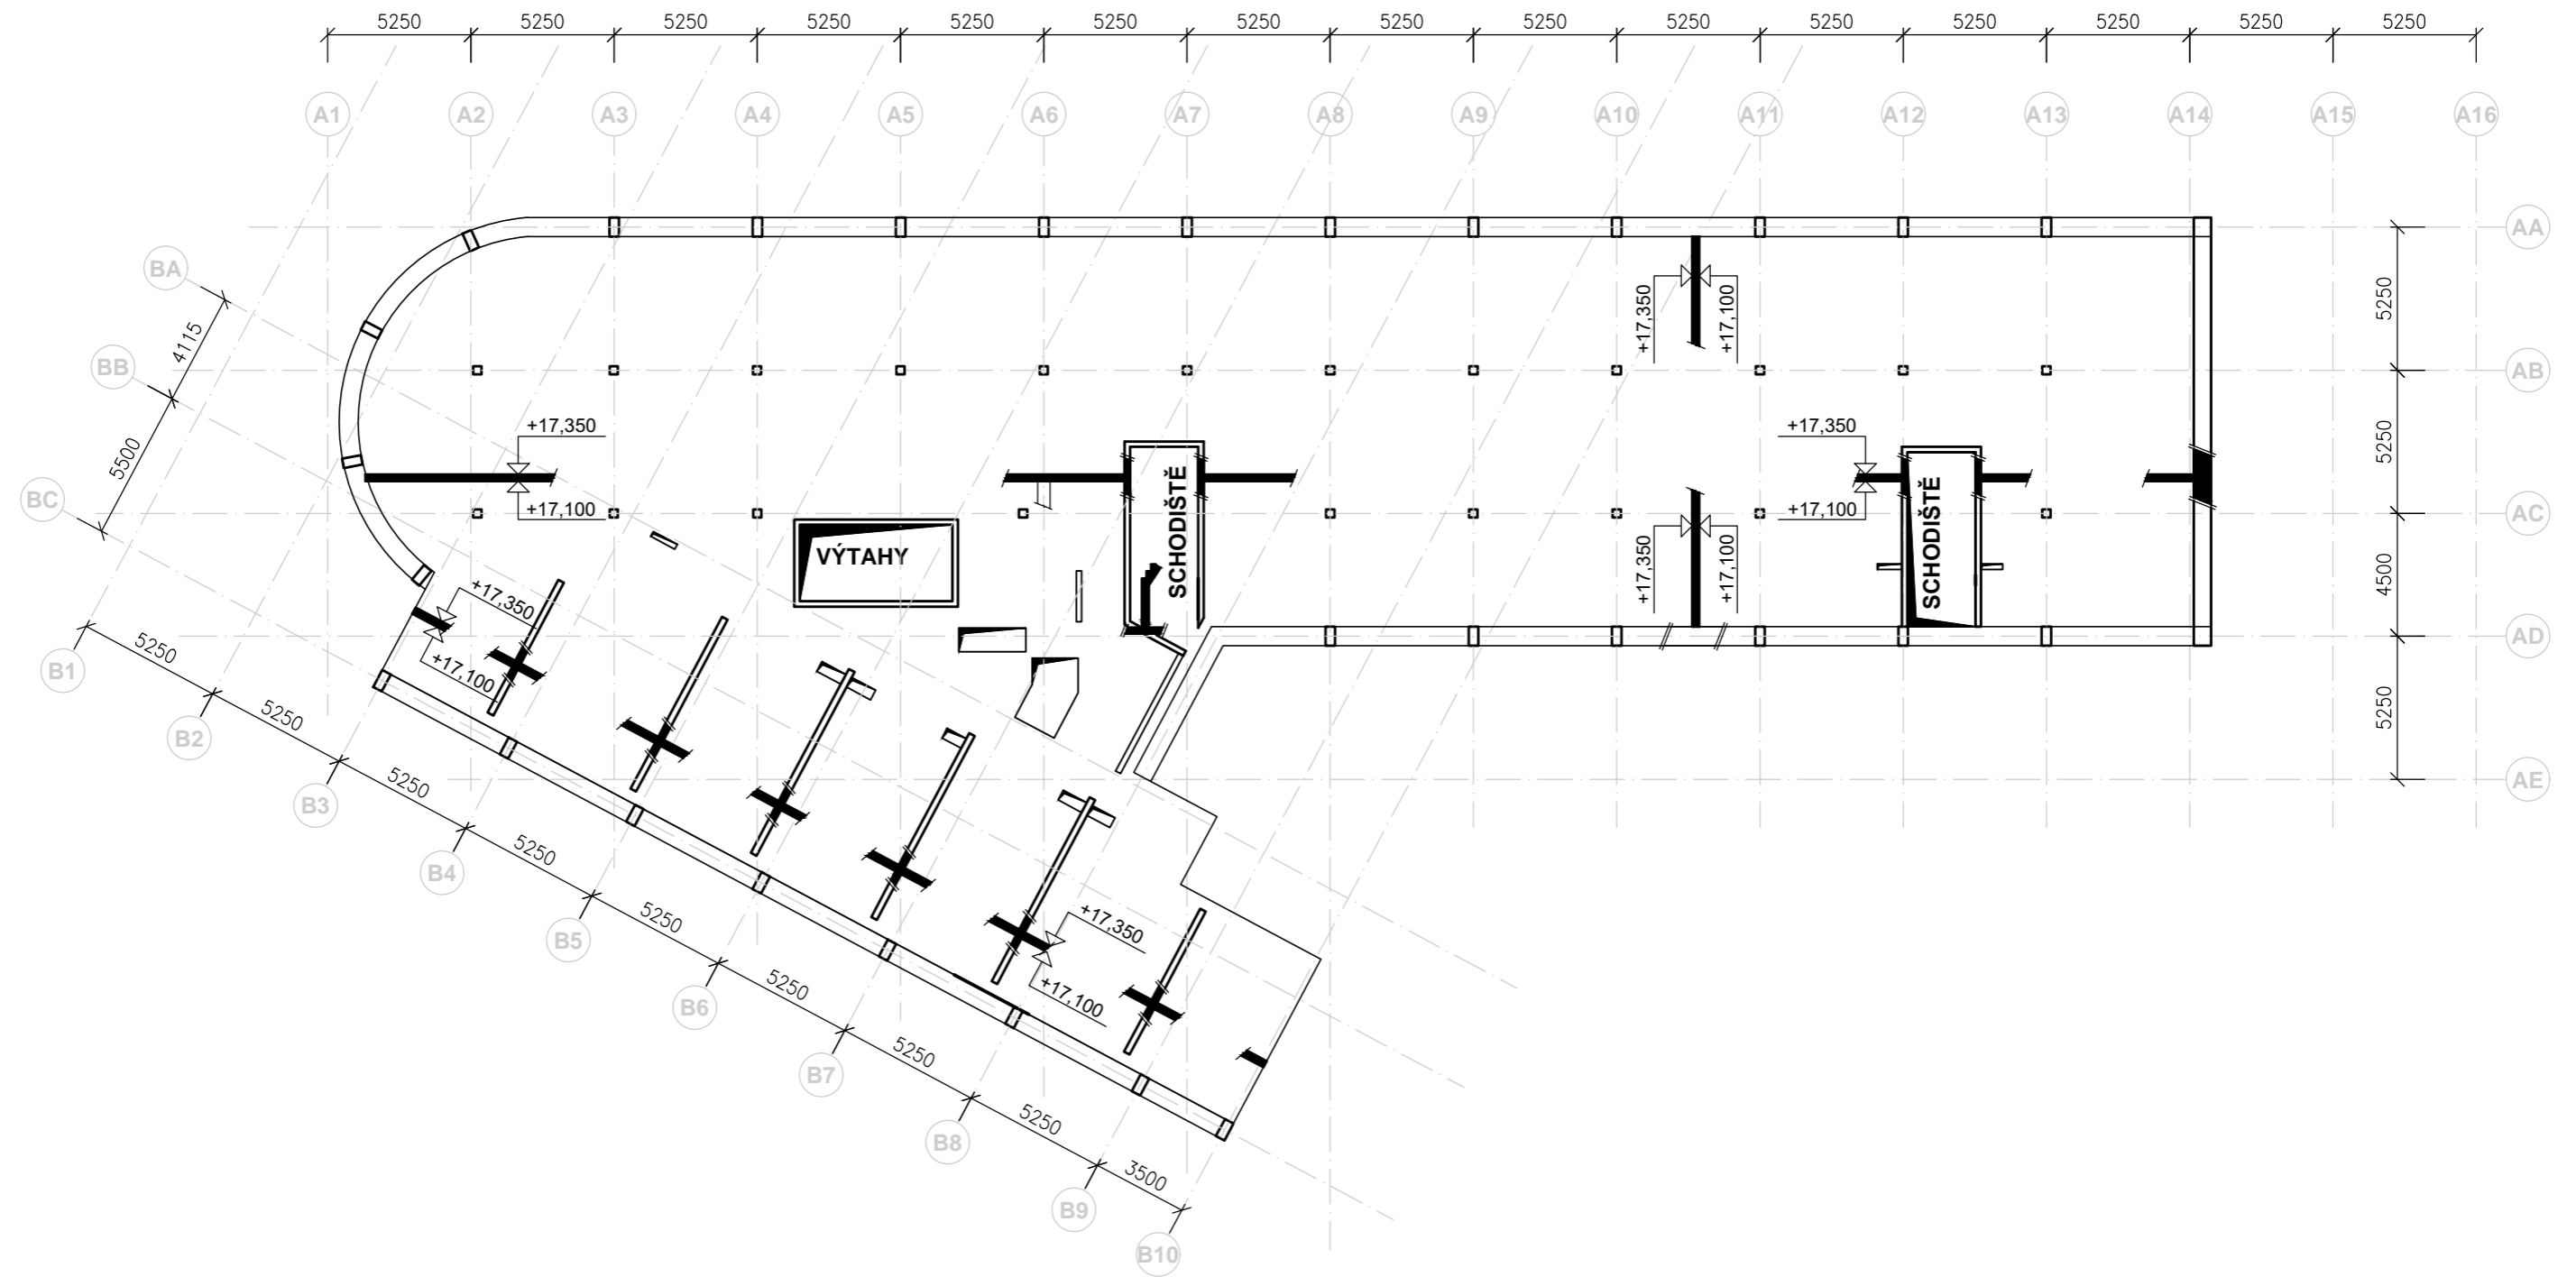 5250 5250 5250 5250 5250 5250 5250 5250 5250 5250 5250 5250 5250 5250 5250
A1 A2 A3 A4 A5 A6 A7 A8 A9 A10 A11 A12 A13 A14 A15 A16
AA
BA
5250
+17,350 +17,100
4115
BB
AB
+17,350
+17,350
5250
5500
SCHODIŠTĚ
SCHODIŠTĚ
BC
+17,100
+17,100
AC
VÝTAHY
+17,350 +17,100
4500
+17,350
AD
B1
5250
+17,100
5250
B2
5250
AE
B3
5250
B4
5250
B5
5250
+17,350
B6
5250
+17,100
B7
5250
B8
5250
B9
3500
B10